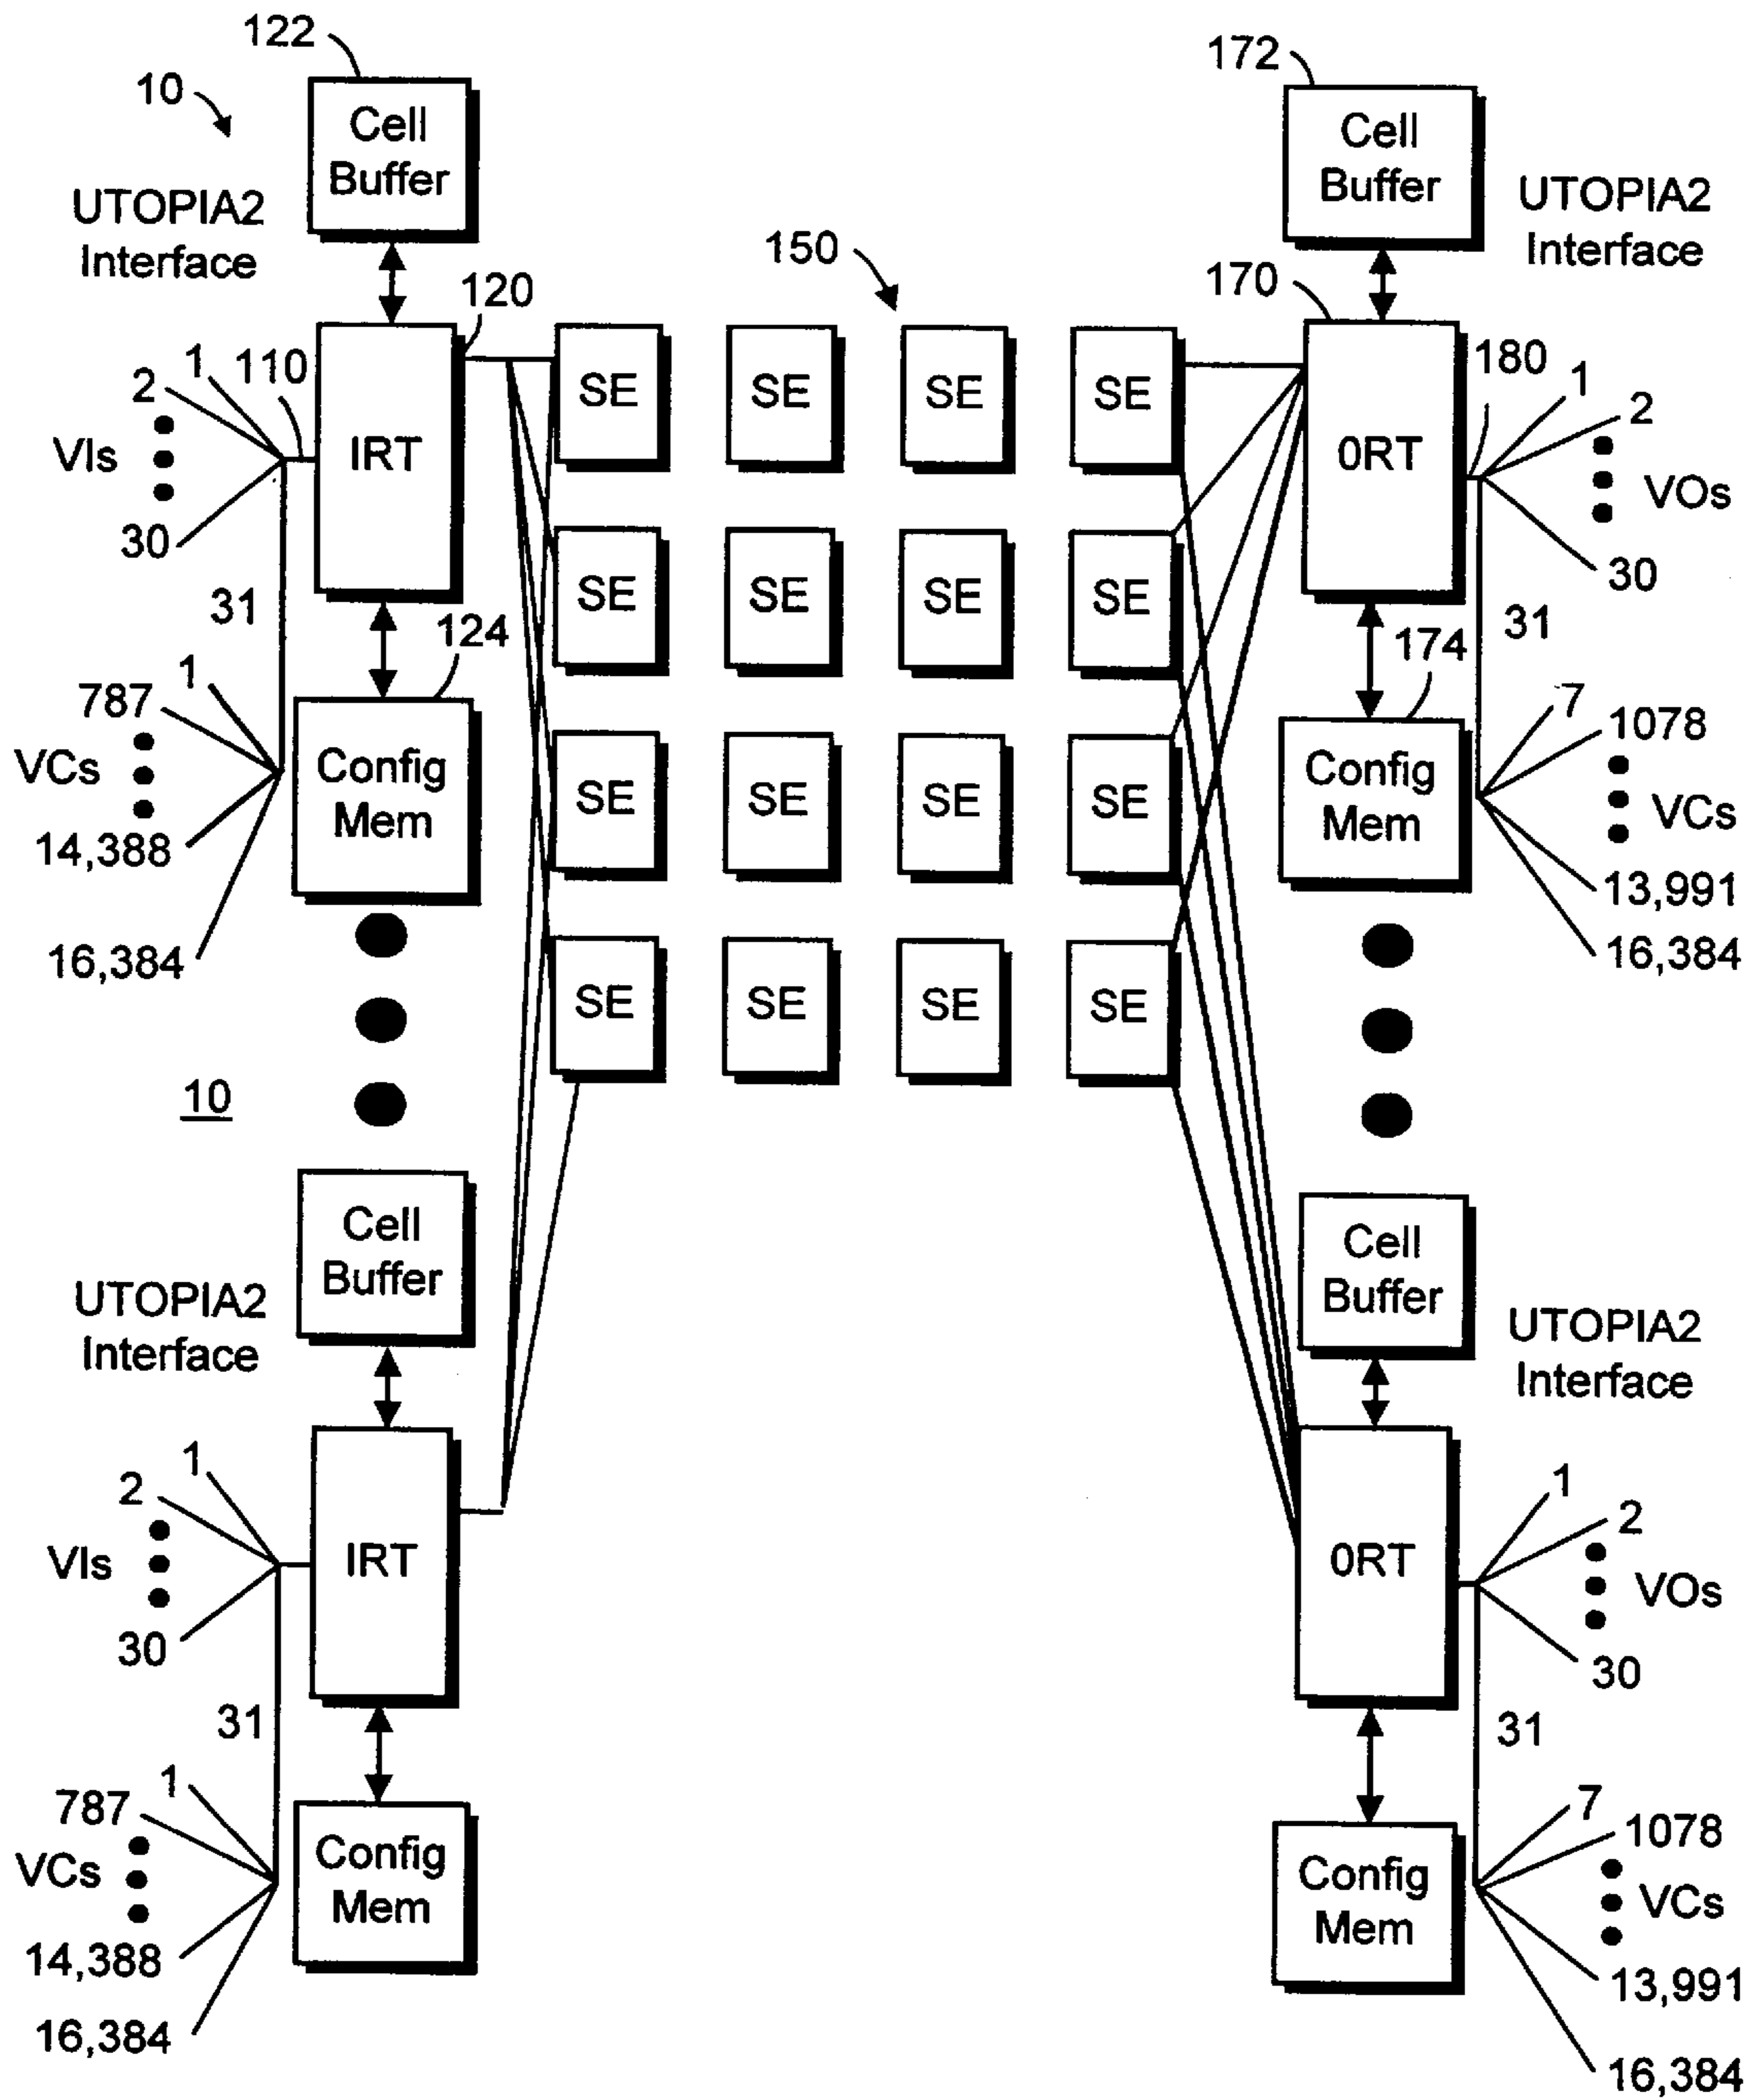 122
10
Cell
Buffer
UTOPIA2
Interface
120
1
110
2
VIs
30
IRT
31
124
1
787
VCs
14,388
16,384
Config
Mem
150
SE SE SE SE
SE SE SE SE
SE SE SE SE
SE SE SE SE
172
Cell
Buffer
UTOPIA2
Interface
170
180
1
2
0RT
VOs
30
31
174
7
1078
Config
Mem
VCs
13,991
16,384
10
Cell
Buffer
UTOPIA2
Interface
1
2
VIs
30
IRT
31
1
787
VCs
14,388
16,384
Config
Mem
Cell
Buffer
UTOPIA2
Interface
1
2
0RT
VOs
30
31
7
1078
Config
Mem
VCs
13,991
16,384